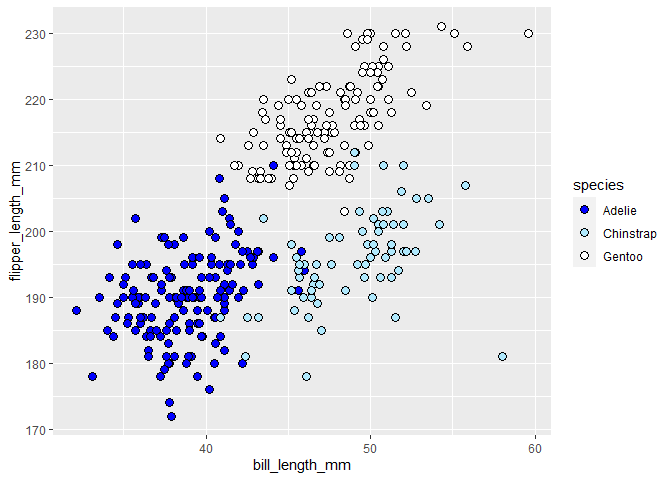 230
220
210
200
190
180
170
flipper_length_mm
40
50
60
bill_length_mm
species
Adelie
Chinstrap
Gentoo